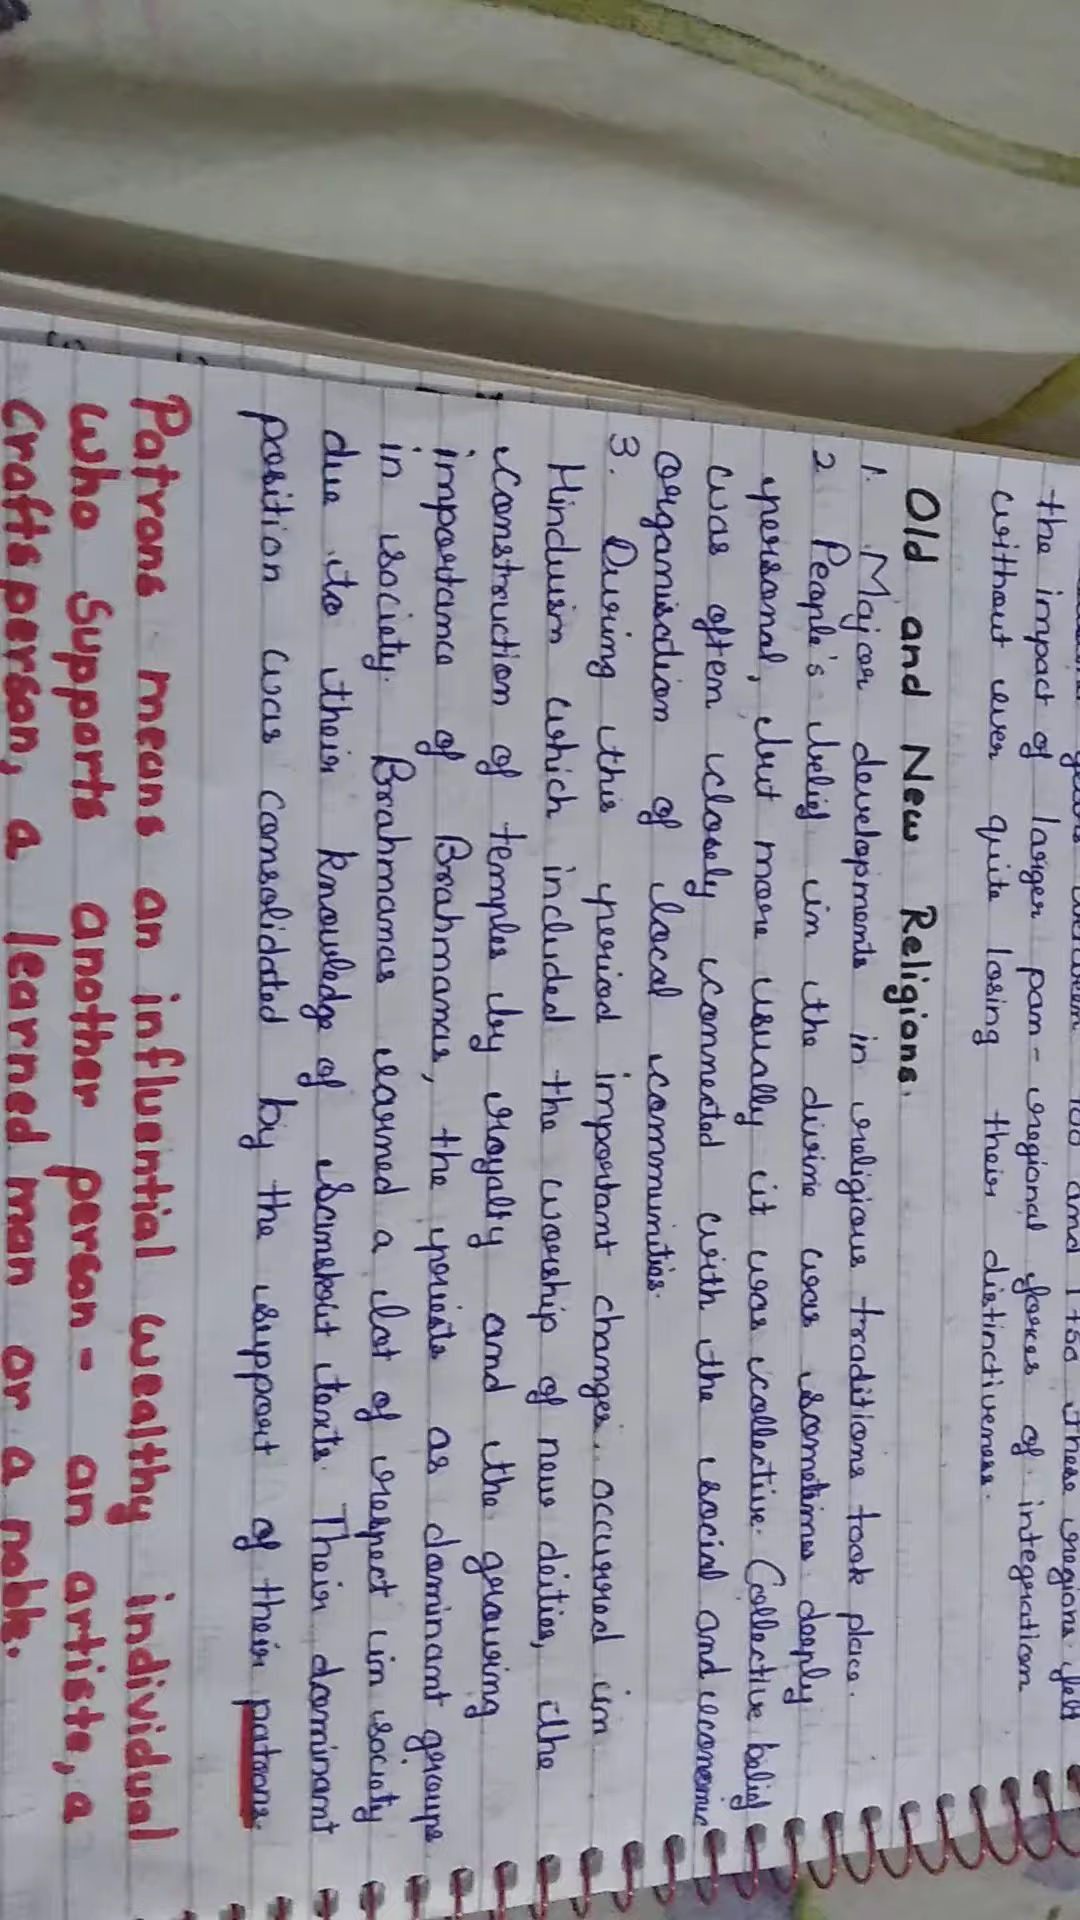 and 1750 these regions felt
the impact of larger pan-regional forces of integration
without ever quite losing their distinctiveness.
Old and New Religions.
1. Major developments in religious traditions took place.
2 People's belief in the divine was sometimes deeply
personal, but more usually it was collective. Collective belief
was often closely connected with the social and economic
organisation of local communities.
3. During this period important changes occurred in
Hinduism which included the worship of new deities, the
construction of temples by royalty and the growing
importance of Brahmanas, the priests as dominant groups
in society. Brahmanas earned a lot of respect in society
due to their knowledge of Sanskrit texts. Their dominant
position was consolidated by the support of their patrons.
Patrons means an influential wealthy individual
who supports another person- an artiste, a
craftsperson, a learned man or a noble.